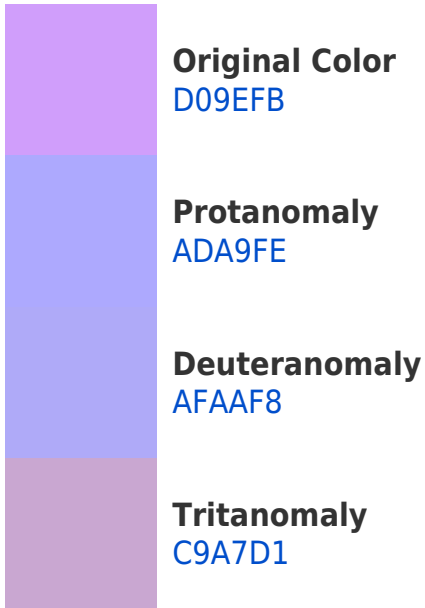 Original Color
D09EFB
Protanomaly
ADA9FE
Deuteranomaly
AFAAF8
Tritanomaly
C9A7D1